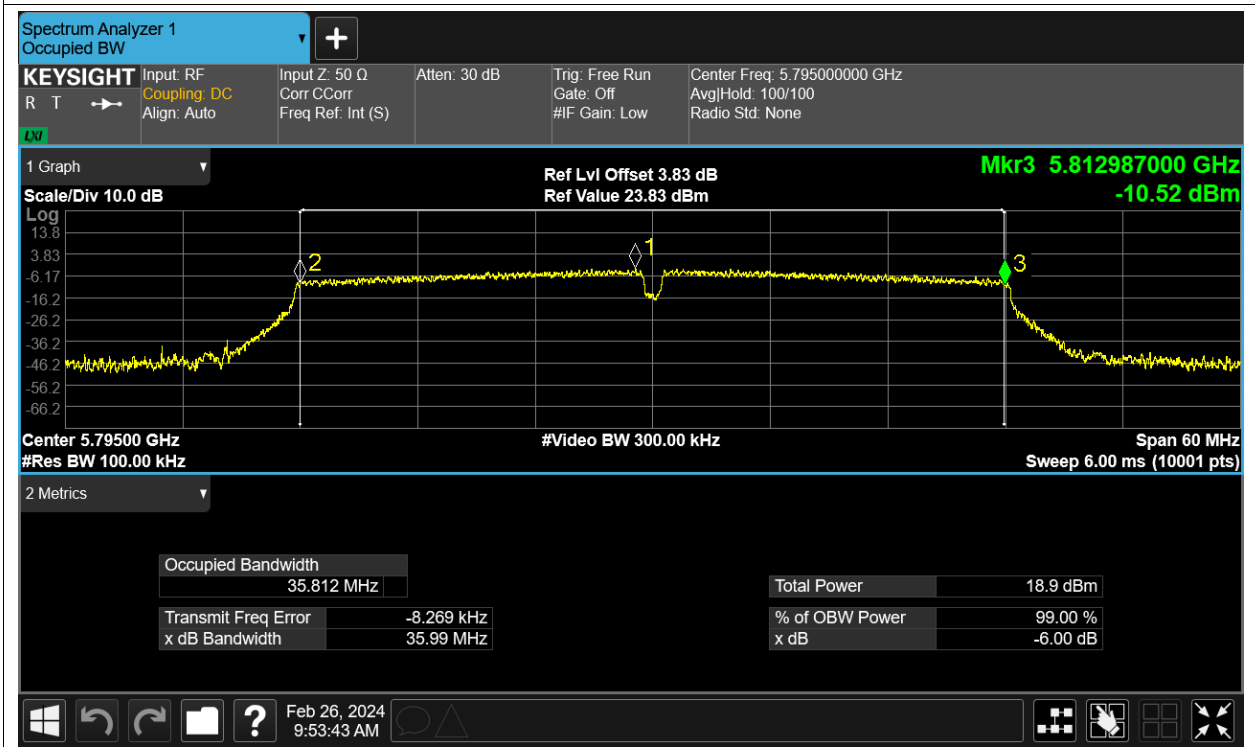 Spectrum Analyzer 1
Occupied BW
KEYSIGHT
R T
LXI
Input: RF
Coupling: DC
Align: Auto
Input Z: 50 Ω
Corr CCorr
Freq Ref: Int (S)
Atten: 30 dB
Trig: Free Run
Gate: Off
#IF Gain: Low
Center Freq: 5.795000000 GHz
Avg|Hold: 100/100
Radio Std: None
1 Graph
Scale/Div 10.0 dB
Ref Lvl Offset 3.83 dB
Ref Value 23.83 dBm
Mkr3 5.812987000 GHz
-10.52 dBm
Log
13.8
3.83
-6.17
-16.2
-26.2
-36.2
-46.2
-56.2
-66.2
2
1
3
Center 5.79500 GHz
#Res BW 100.00 kHz
#Video BW 300.00 kHz
Span 60 MHz
Sweep 6.00 ms (10001 pts)
2 Metrics
Occupied Bandwidth
35.812 MHz
Transmit Freq Error -8.269 kHz
x dB Bandwidth 35.99 MHz
Total Power 18.9 dBm
% of OBW Power 99.00 %
x dB -6.00 dB
?
Feb 26, 2024
9:53:43 AM